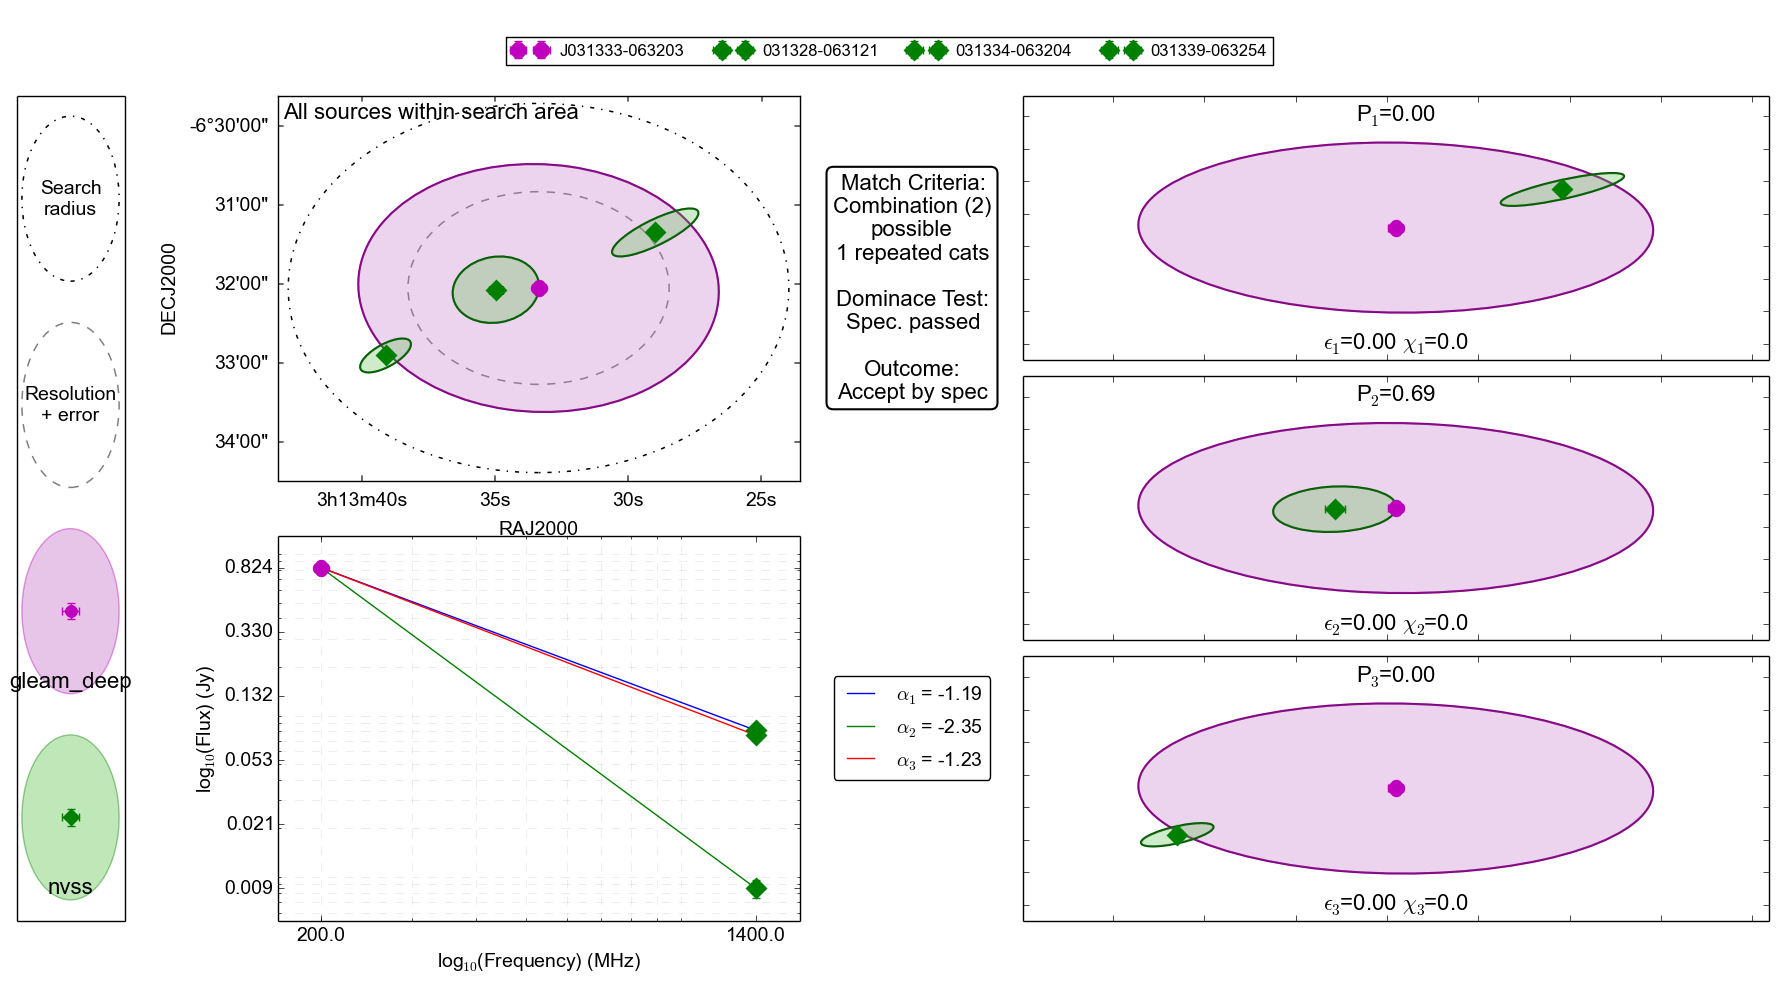 J031333-063203 031328-063121 031334-063204 031339-063254
Search
radius
Resolution
+ error
gleam_deep
nvss
All sources within search area
-6°30'00"
31'00"
32'00"
33'00"
34'00"
DECJ2000
3h13m40s 35s 30s 25s
RAJ2000
Match Criteria:
Combination (2)
possible
1 repeated cats
Dominace Test:
Spec. passed
Outcome:
Accept by spec
0.824
0.330
0.132
0.053
0.021
0.009
log10(Flux) (Jy)
200.0 1400.0
log10(Frequency) (MHz)
α1 = -1.19
α2 = -2.35
α3 = -1.23
P1=0.00
ϵ1=0.00 χ1=0.0
P2=0.69
ϵ2=0.00 χ2=0.0
P3=0.00
ϵ3=0.00 χ3=0.0